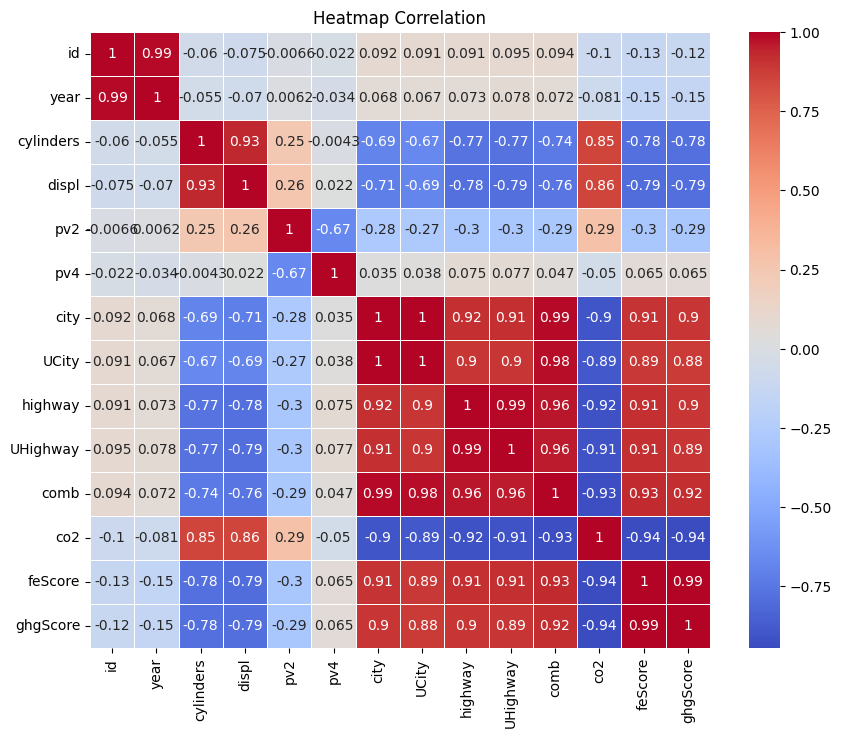 Heatmap Correlation
id 1 0.99 -0.06 -0.075 -0.0066 -0.022 0.092 0.091 0.091 0.095 0.094 -0.1 -0.13 -0.12
year 0.99 1 -0.055 -0.07 0.0062 -0.034 0.068 0.067 0.073 0.078 0.072 -0.081 -0.15 -0.15
cylinders -0.06 -0.055 1 0.93 0.25 -0.0043 -0.69 -0.67 -0.77 -0.77 -0.74 0.85 -0.78 -0.78
displ -0.075 -0.07 0.93 1 0.26 0.022 -0.71 -0.69 -0.78 -0.79 -0.76 0.86 -0.79 -0.79
pv2 -0.0066 0.0062 0.25 0.26 1 -0.67 -0.28 -0.27 -0.3 -0.3 -0.29 0.29 -0.3 -0.29
pv4 -0.022 -0.034 -0.0043 0.022 -0.67 1 0.035 0.038 0.075 0.077 0.047 -0.05 0.065 0.065
city 0.092 0.068 -0.69 -0.71 -0.28 0.035 1 1 0.92 0.91 0.99 -0.9 0.91 0.9
UCity 0.091 0.067 -0.67 -0.69 -0.27 0.038 1 1 0.9 0.9 0.98 -0.89 0.89 0.88
highway 0.091 0.073 -0.77 -0.78 -0.3 0.075 0.92 0.9 1 0.99 0.96 -0.92 0.91 0.9
UHighway 0.095 0.078 -0.77 -0.79 -0.3 0.077 0.91 0.9 0.99 1 0.96 -0.91 0.91 0.89
comb 0.094 0.072 -0.74 -0.76 -0.29 0.047 0.99 0.98 0.96 0.96 1 -0.93 0.93 0.92
co2 -0.1 -0.081 0.85 0.86 0.29 -0.05 -0.9 -0.89 -0.92 -0.91 -0.93 1 -0.94 -0.94
feScore -0.13 -0.15 -0.78 -0.79 -0.3 0.065 0.91 0.89 0.91 0.91 0.93 -0.94 1 0.99
ghgScore -0.12 -0.15 -0.78 -0.79 -0.29 0.065 0.9 0.88 0.9 0.89 0.92 -0.94 0.99 1
id year cylinders displ pv2 pv4 city UCity highway UHighway comb co2 feScore ghgScore
1.00
0.75
0.50
0.25
0.00
-0.25
-0.50
-0.75